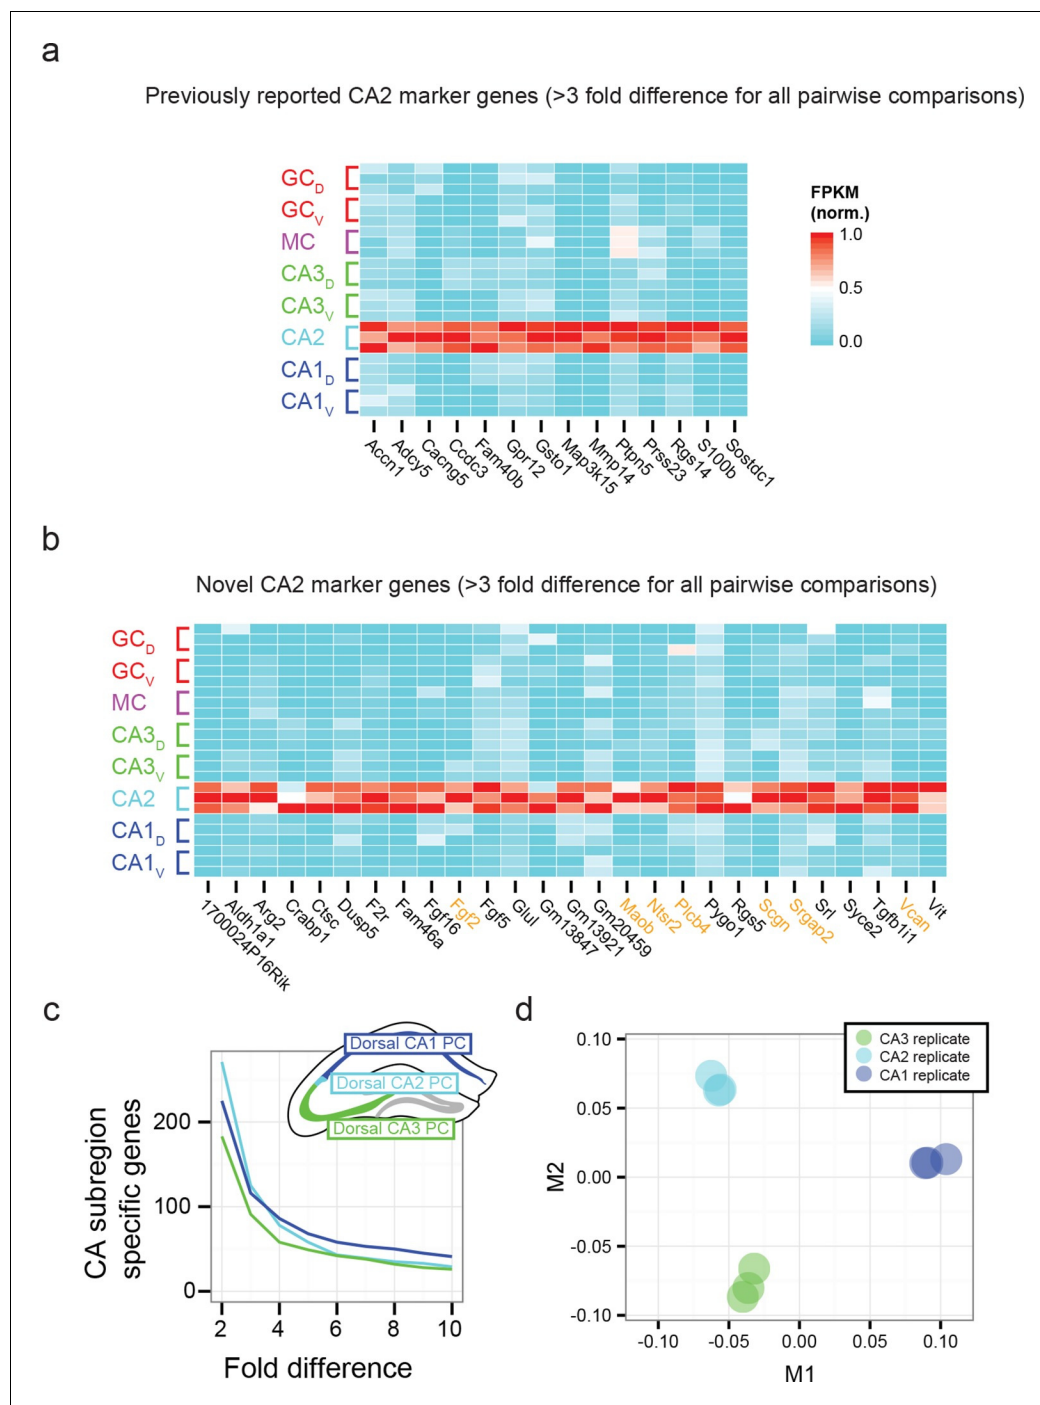 a
Previously reported CA2 marker genes (>3 fold difference for all pairwise comparisons)
GCD
GCV
MC
CA3D
CA3V
CA2
CA1D
CA1V
FPKM
(norm.)
1.0
0.5
0.0
Accn1
Adcy5
Cacng5
Ccdc3
Fam40b
Gpr12
Gsto1
Map3k15
Mmp14
Ptpn5
Prss23
Rgs14
S100b
Sostdc1
b
Novel CA2 marker genes (>3 fold difference for all pairwise comparisons)
GCD
GCV
MC
CA3D
CA3V
CA2
CA1D
CA1V
1700024P16Rik
Aldh1a1
Arg2
Crabp1
Ctsc
Dusp5
F2r
Fam46a
Fgf16
Fgf2
Fgf5
Glul
Gm13847
Gm13921
Gm20459
Maob
Ntsr2
Plcb4
Pygo1
Rgs5
Scgn
Srgap2
Srl
Syce2
Tgfb1i1
Vcan
Vit
c
Dorsal CA1 PC
Dorsal CA2 PC
Dorsal CA3 PC
CA subregion
specific genes
200
100
0
2 4 6 8 10
Fold difference
d
CA3 replicate
CA2 replicate
CA1 replicate
M2
0.10
0.05
0.00
-0.05
-0.10
-0.10 -0.05 0.00 0.05 0.10
M1